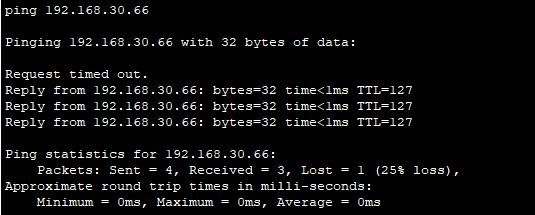 ping 192.168.30.66
Pinging 192.168.30.66 with 32 bytes of data:
Request timed out.
Reply from 192.168.30.66: bytes=32 time<1ms TTL=127
Reply from 192.168.30.66: bytes=32 time<1ms TTL=127
Reply from 192.168.30.66: bytes=32 time<1ms TTL=127
Ping statistics for 192.168.30.66:
Packets: Sent = 4, Received = 3, Lost = 1 (25% loss),
Approximate round trip times in milli-seconds:
Minimum = 0ms, Maximum = 0ms, Average = 0ms